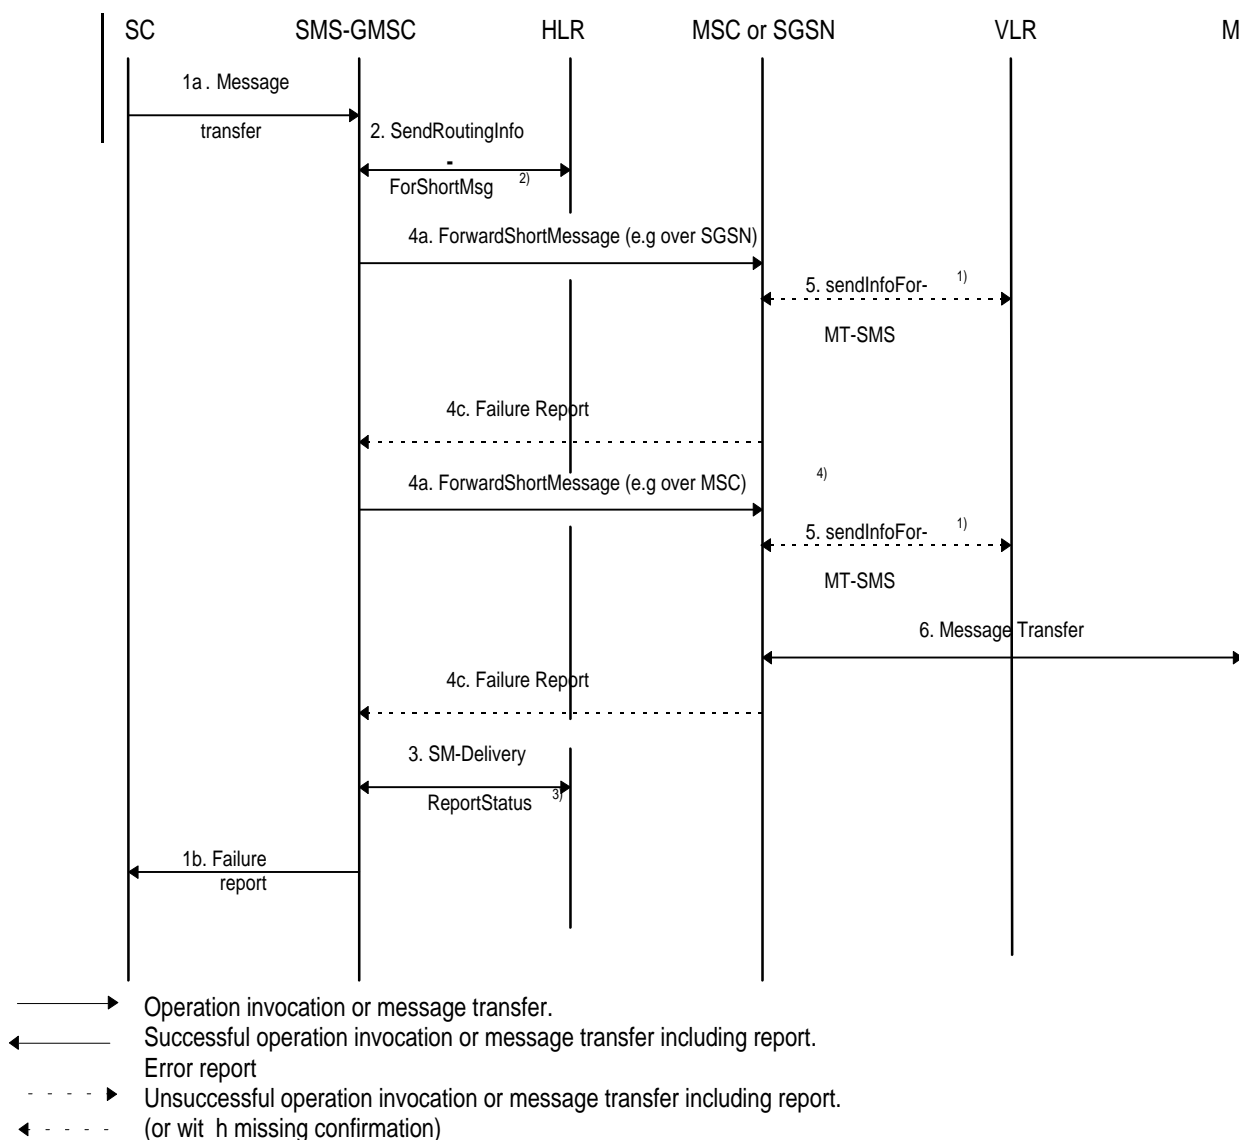 SC SMS-GMSC HLR MSC or SGSN VLR M
1a . Message
transfer
2. SendRoutingInfo
-
ForShortMsg 2)
4a. ForwardShortMessage (e.g over SGSN)
5. sendInfoFor- 1)
MT-SMS
4c. Failure Report
4a. ForwardShortMessage (e.g over MSC) 4)
5. sendInfoFor- 1)
MT-SMS
6. Message Transfer
4c. Failure Report
3. SM-Delivery
ReportStatus 3)
1b. Failure
report
Operation invocation or message transfer.
Successful operation invocation or message transfer including report.
Error report
Unsuccessful operation invocation or message transfer including report.
(or wit h missing confirmation)